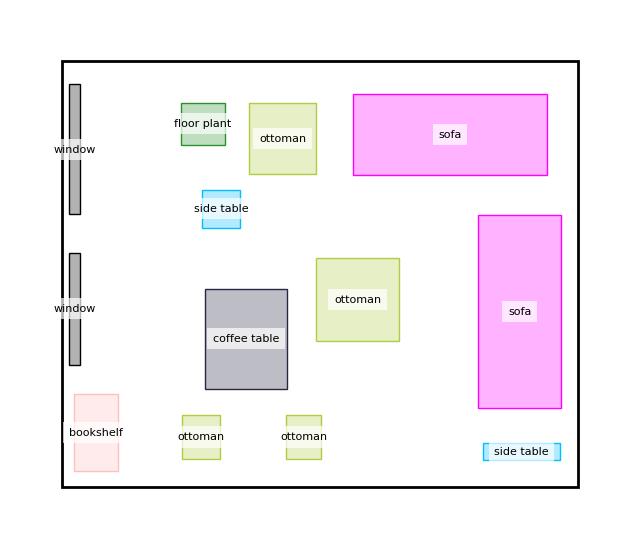 floor plant
ottoman
sofa
window
side table
ottoman
window
sofa
coffee table
bookshelf
ottoman
ottoman
side table